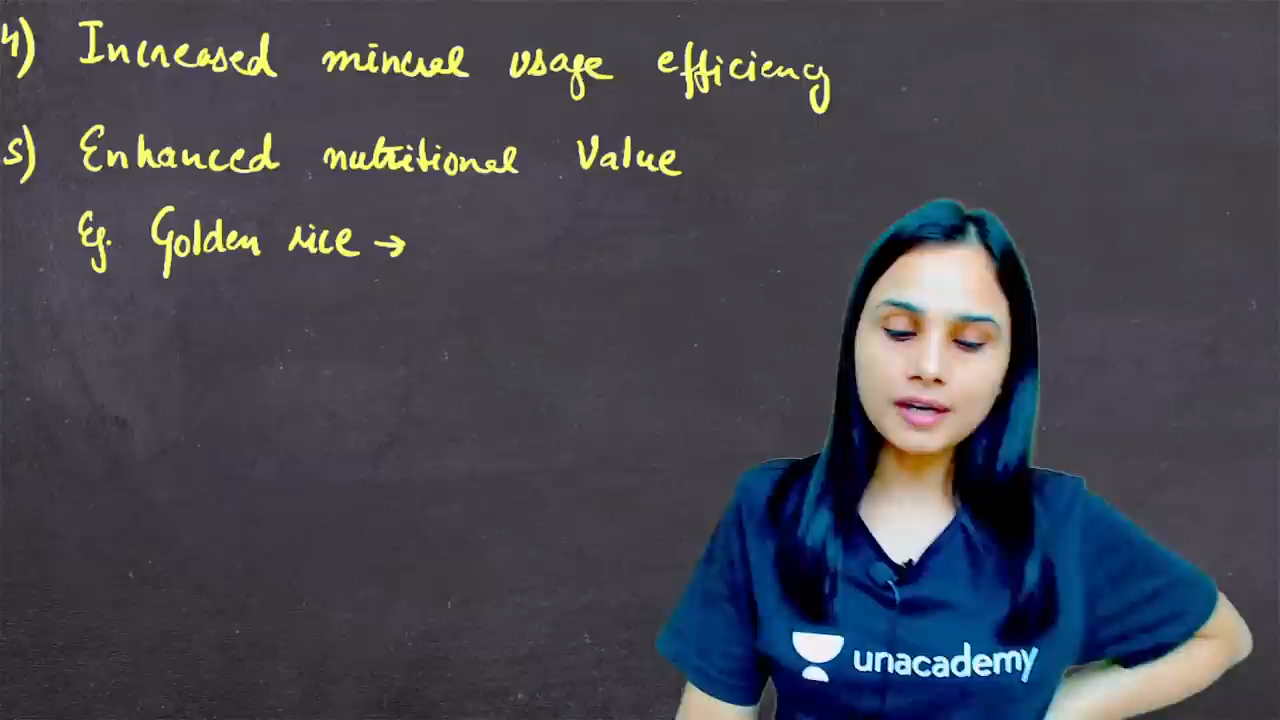 4) Increased mineral usage efficiency
5) Enhanced nutritional Value
Eg. Golden rice →
unacademy